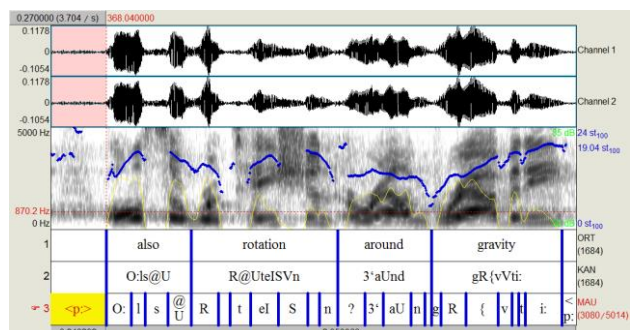 0.270000 (3.704 / s) 368.040000
0.1178
0
-0.1054
Channel 1
0.1178
0
-0.1054
Channel 2
5000 Hz
870.2 Hz
0 Hz
24 st100
19.04 st100
0 st100
1 also rotation around gravity ORT (1684)
2 O:ls@U R@UteISVn 3‘aUnd gR{vVti: KAN (1684)
3 <p:> O: l s @U R t eI S n ? 3‘ aU n g R { v t i: <p: MAU (3080/5014)